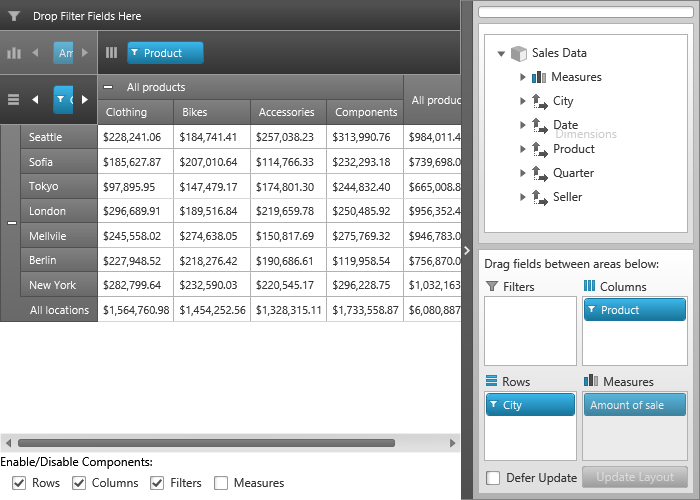 Drop Filter Fields Here
Am
Product
C
All products
Clothing Bikes Accessories Components All produc
Seattle $228,241.06 $184,741.41 $257,038.23 $313,990.76 $984,011.4
Sofia $185,627.87 $207,010.64 $114,766.33 $232,293.18 $739,698.0
Tokyo $97,895.95 $147,479.17 $174,801.30 $244,832.40 $665,008.8
London $296,689.91 $189,516.84 $219,659.78 $250,485.92 $956,352.4
Mellvile $245,558.02 $274,638.05 $150,817.69 $275,769.32 $946,783.0
Berlin $227,948.52 $218,276.42 $190,686.61 $119,958.54 $756,870.0
New York $282,799.64 $232,590.03 $220,545.17 $296,228.75 $1,032,163
All locations $1,564,760.98 $1,454,252.56 $1,328,315.11 $1,733,558.87 $6,080,887
Enable/Disable Components:
Rows Columns Filters Measures
Sales Data
Measures
City
Date
Dimensions
Product
Quarter
Seller
Drag fields between areas below:
Filters Columns
Product
Rows Measures
City Amount of sale
Defer Update Update Layout